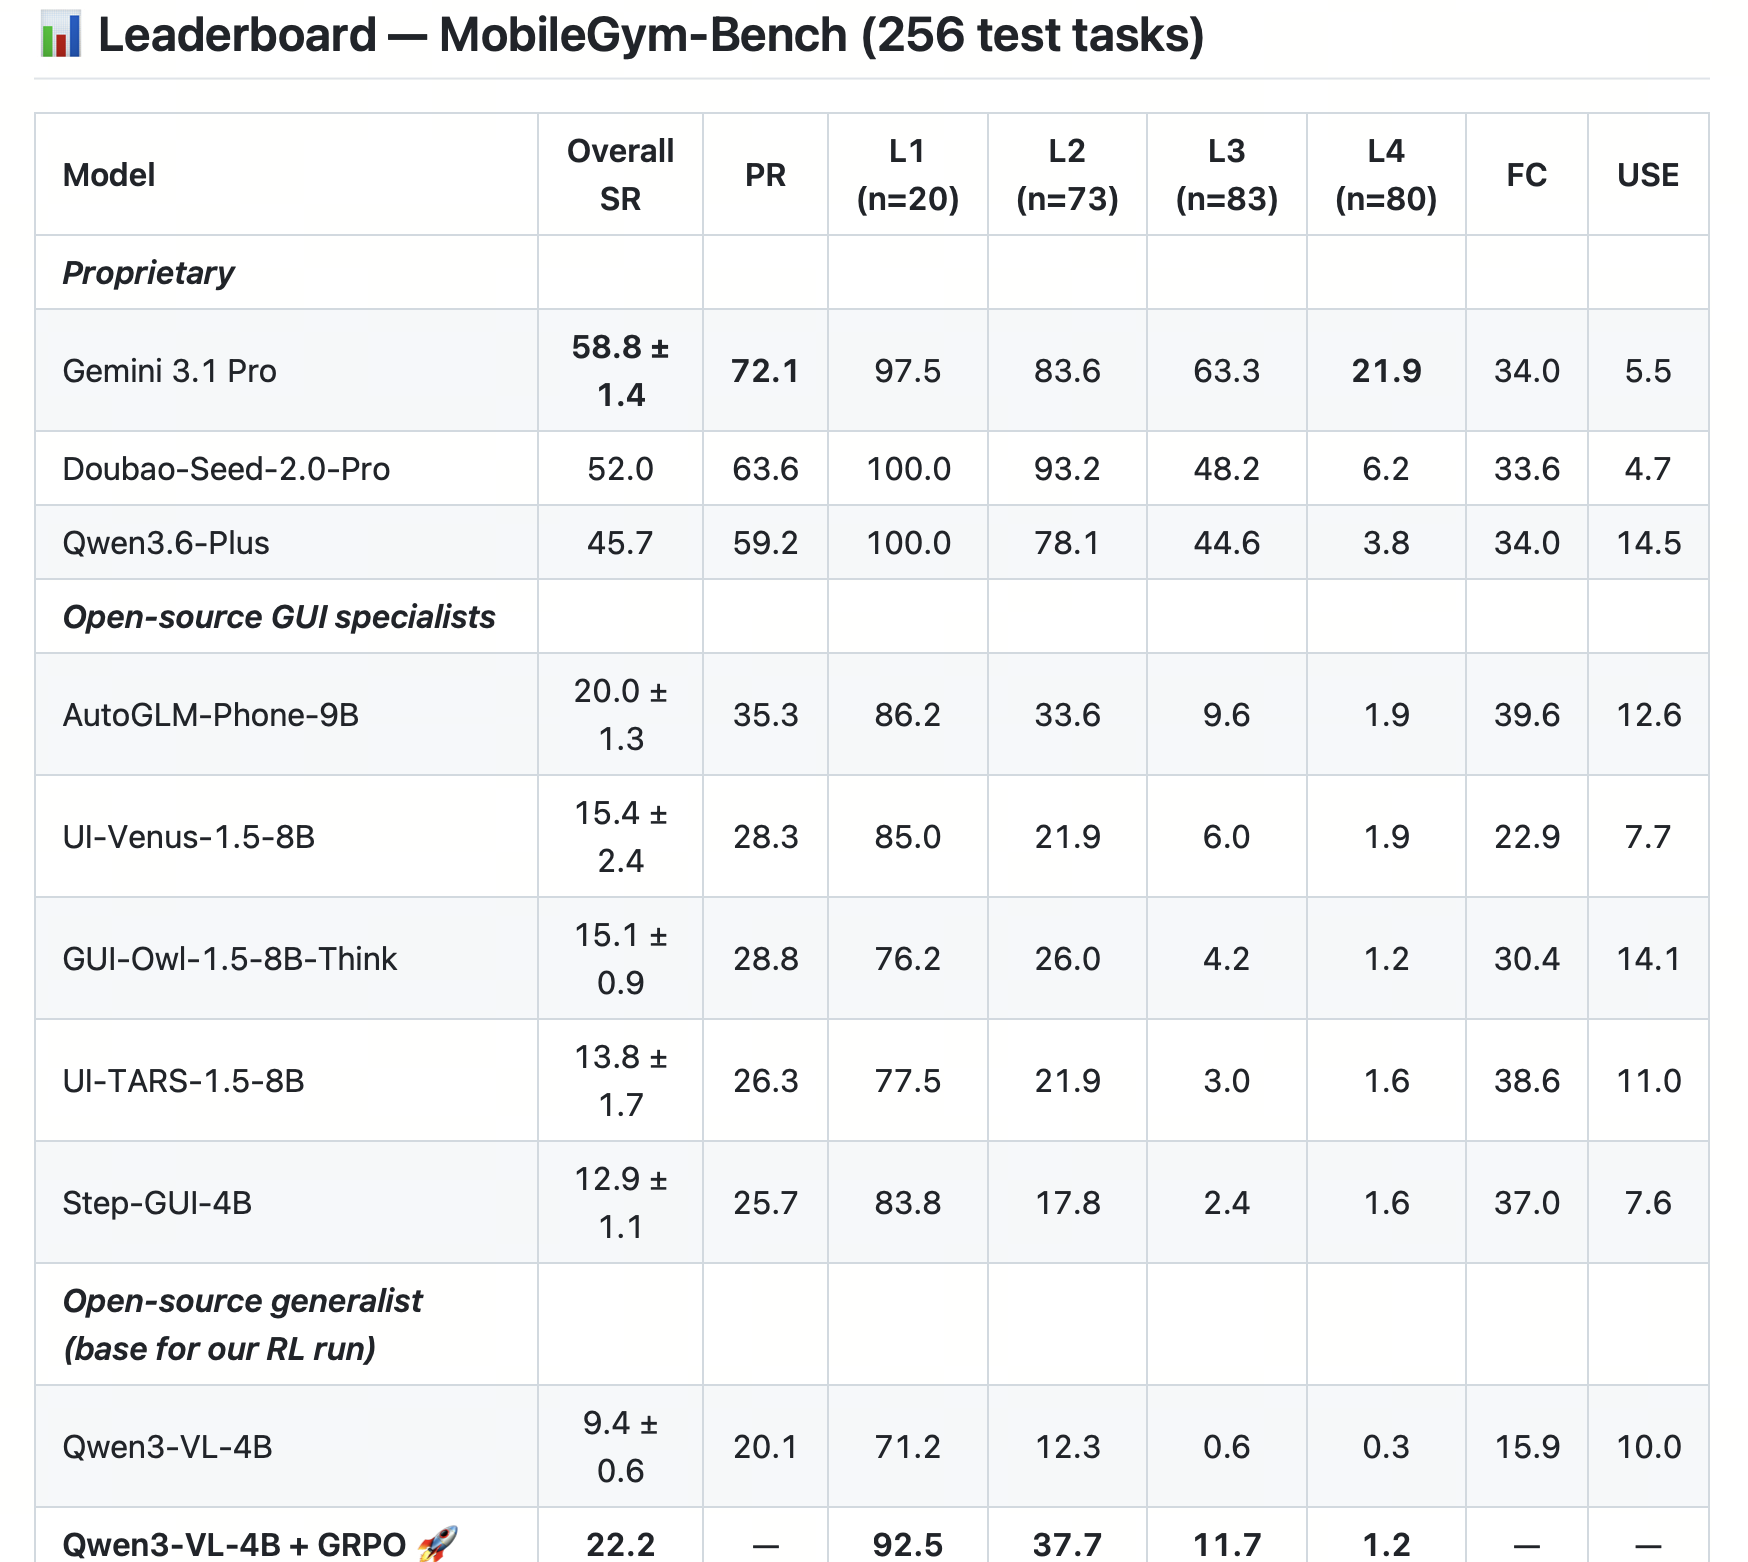 📊 Leaderboard — MobileGym-Bench (256 test tasks)
Model | Overall SR | PR | L1 (n=20) | L2 (n=73) | L3 (n=83) | L4 (n=80) | FC | USE
Proprietary
Gemini 3.1 Pro | 58.8 ± 1.4 | 72.1 | 97.5 | 83.6 | 63.3 | 21.9 | 34.0 | 5.5
Doubao-Seed-2.0-Pro | 52.0 | 63.6 | 100.0 | 93.2 | 48.2 | 6.2 | 33.6 | 4.7
Qwen3.6-Plus | 45.7 | 59.2 | 100.0 | 78.1 | 44.6 | 3.8 | 34.0 | 14.5
Open-source GUI specialists
AutoGLM-Phone-9B | 20.0 ± 1.3 | 35.3 | 86.2 | 33.6 | 9.6 | 1.9 | 39.6 | 12.6
UI-Venus-1.5-8B | 15.4 ± 2.4 | 28.3 | 85.0 | 21.9 | 6.0 | 1.9 | 22.9 | 7.7
GUI-Owl-1.5-8B-Think | 15.1 ± 0.9 | 28.8 | 76.2 | 26.0 | 4.2 | 1.2 | 30.4 | 14.1
UI-TARS-1.5-8B | 13.8 ± 1.7 | 26.3 | 77.5 | 21.9 | 3.0 | 1.6 | 38.6 | 11.0
Step-GUI-4B | 12.9 ± 1.1 | 25.7 | 83.8 | 17.8 | 2.4 | 1.6 | 37.0 | 7.6
Open-source generalist
(base for our RL run)
Qwen3-VL-4B | 9.4 ± 0.6 | 20.1 | 71.2 | 12.3 | 0.6 | 0.3 | 15.9 | 10.0
Qwen3-VL-4B + GRPO 🚀 | 22.2 | — | 92.5 | 37.7 | 11.7 | 1.2 | — | —